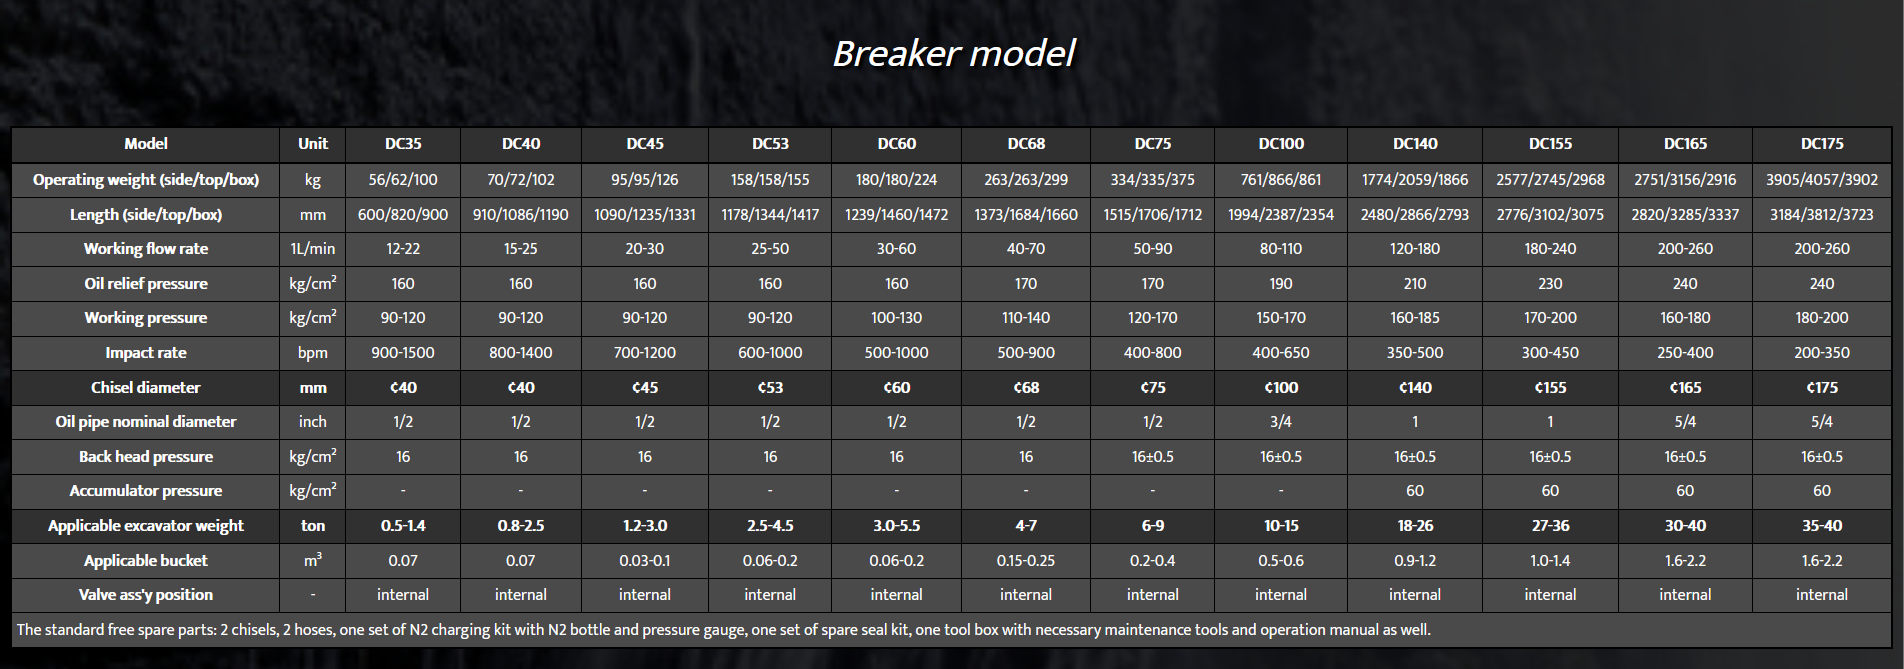 Breaker model
Model Unit DC35 DC40 DC45 DC53 DC60 DC68 DC75 DC100 DC140 DC155 DC165 DC175
Operating weight (side/top/box) kg 56/62/100 70/72/102 95/95/126 158/158/155 180/180/224 263/263/299 334/335/375 761/866/861 1774/2059/1866 2577/2745/2968 2751/3156/2916 3905/4057/3902
Length (side/top/box) mm 600/820/900 910/1086/1190 1090/1235/1331 1178/1344/1417 1239/1460/1472 1373/1684/1660 1515/1706/1712 1994/2387/2354 2480/2866/2793 2776/3102/3075 2820/3285/3337 3184/3812/3723
Working flow rate 1L/min 12-22 15-25 20-30 25-50 30-60 40-70 50-90 80-110 120-180 180-240 200-260 200-260
Oil relief pressure kg/cm² 160 160 160 160 160 170 170 190 210 230 240 240
Working pressure kg/cm² 90-120 90-120 90-120 90-120 100-130 110-140 120-170 150-170 160-185 170-200 160-180 180-200
Impact rate bpm 900-1500 800-1400 700-1200 600-1000 500-1000 500-900 400-800 400-650 350-500 300-450 250-400 200-350
Chisel diameter mm ¢40 ¢40 ¢45 ¢53 ¢60 ¢68 ¢75 ¢100 ¢140 ¢155 ¢165 ¢175
Oil pipe nominal diameter inch 1/2 1/2 1/2 1/2 1/2 1/2 1/2 3/4 1 1 5/4 5/4
Back head pressure kg/cm² 16 16 16 16 16 16 16±0.5 16±0.5 16±0.5 16±0.5 16±0.5 16±0.5
Accumulator pressure kg/cm² - - - - - - - - 60 60 60 60
Applicable excavator weight ton 0.5-1.4 0.8-2.5 1.2-3.0 2.5-4.5 3.0-5.5 4-7 6-9 10-15 18-26 27-36 30-40 35-40
Applicable bucket m³ 0.07 0.07 0.03-0.1 0.06-0.2 0.06-0.2 0.15-0.25 0.2-0.4 0.5-0.6 0.9-1.2 1.0-1.4 1.6-2.2 1.6-2.2
Valve ass'y position - internal internal internal internal internal internal internal internal internal internal internal internal
The standard free spare parts: 2 chisels, 2 hoses, one set of N2 charging kit with N2 bottle and pressure gauge, one set of spare seal kit, one tool box with necessary maintenance tools and operation manual as well.